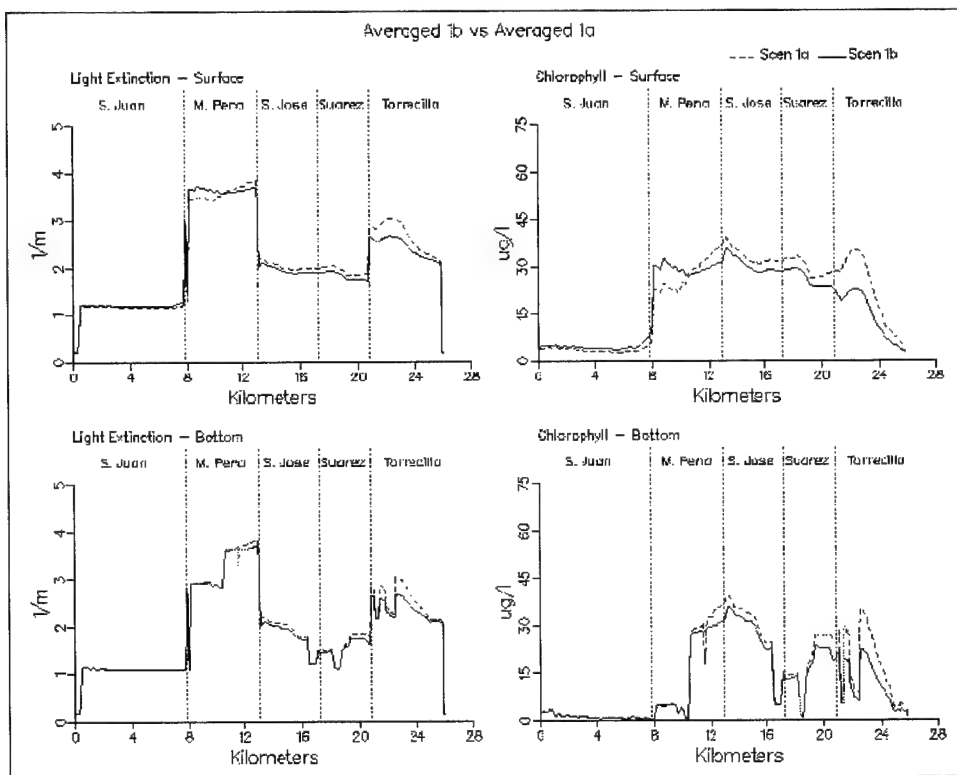 Averaged 1b vs Averaged 1a
Scen 1a
Scen 1b
Light Extinction – Surface
S. Juan
M. Pena
S. Jose
Suarez
Torrecilla
5
4
3
2
1
0
1/m
0
8
12
16
20
24
28
Kilometers
Chlorophyll – Surface
S. Juan
M. Pena
S. Jose
Suarez
Torrecilla
75
60
45
30
15
0
ug/l
0
4
8
12
16
20
24
28
Kilometers
Light Extinction – Bottom
S. Juan
M. Pena
S. Jose
Suarez
Torrecilla
5
4
3
2
1
0
1/m
0
4
8
12
16
20
24
28
Kilometers
Chlorophyll – Bottom
S. Juan
M. Pena
S. Jose
Suarez
Torrecilla
75
60
45
30
15
0
ug/l
0
4
8
12
16
20
24
28
Kilometers